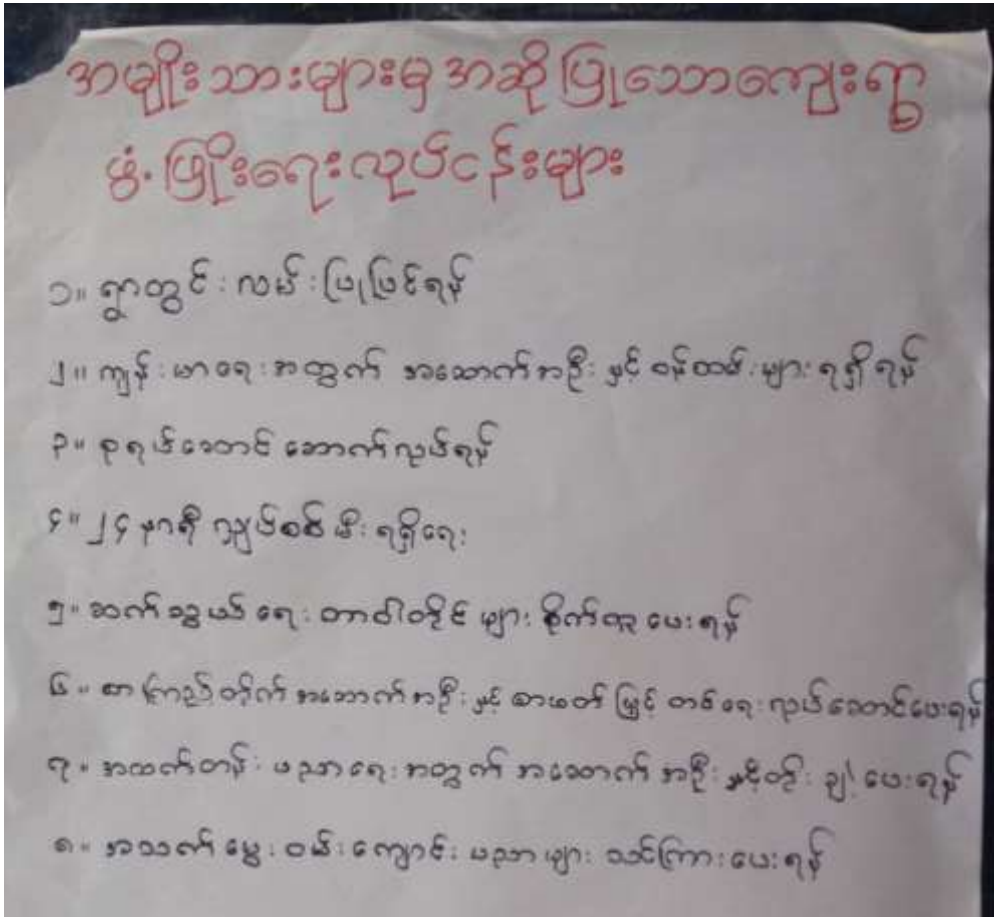 အမျိုးသားများမှ အဆိုပြုသောကျေးရွာ
ဖွံ့ဖြိုးရေးလုပ်ငန်းများ
၁။ ရွာတွင်းလမ်းပြုပြင်ရန်
၂။ ကျန်းမာရေးအတွက် အဆောက်အဦးနှင့် ဝန်ထမ်းများရရှိရန်
၃။ စုရပ်ဆောင် ဆောက်လုပ်ရန်
၄။ ၂၄ နာရီ လျှပ်စစ်မီးရရှိရေး
၅။ ဆက်သွယ်ရေးတာဝါတိုင်များ စိုက်ထူပေးရန်
၆။ စာကြည့်တိုက် အဆောက်အဦးနှင့် စာဖတ်မြှင့်တင်ရေးလုပ်ဆောင်ပေးရန်
၇။ အထက်တန်းပညာရေးအတွက် အဆောက်အဦးနှင့်တိုးချဲ့ပေးရန်
၈။ အသက်မွေးဝမ်းကျောင်းပညာများ သင်ကြားပေးရန်